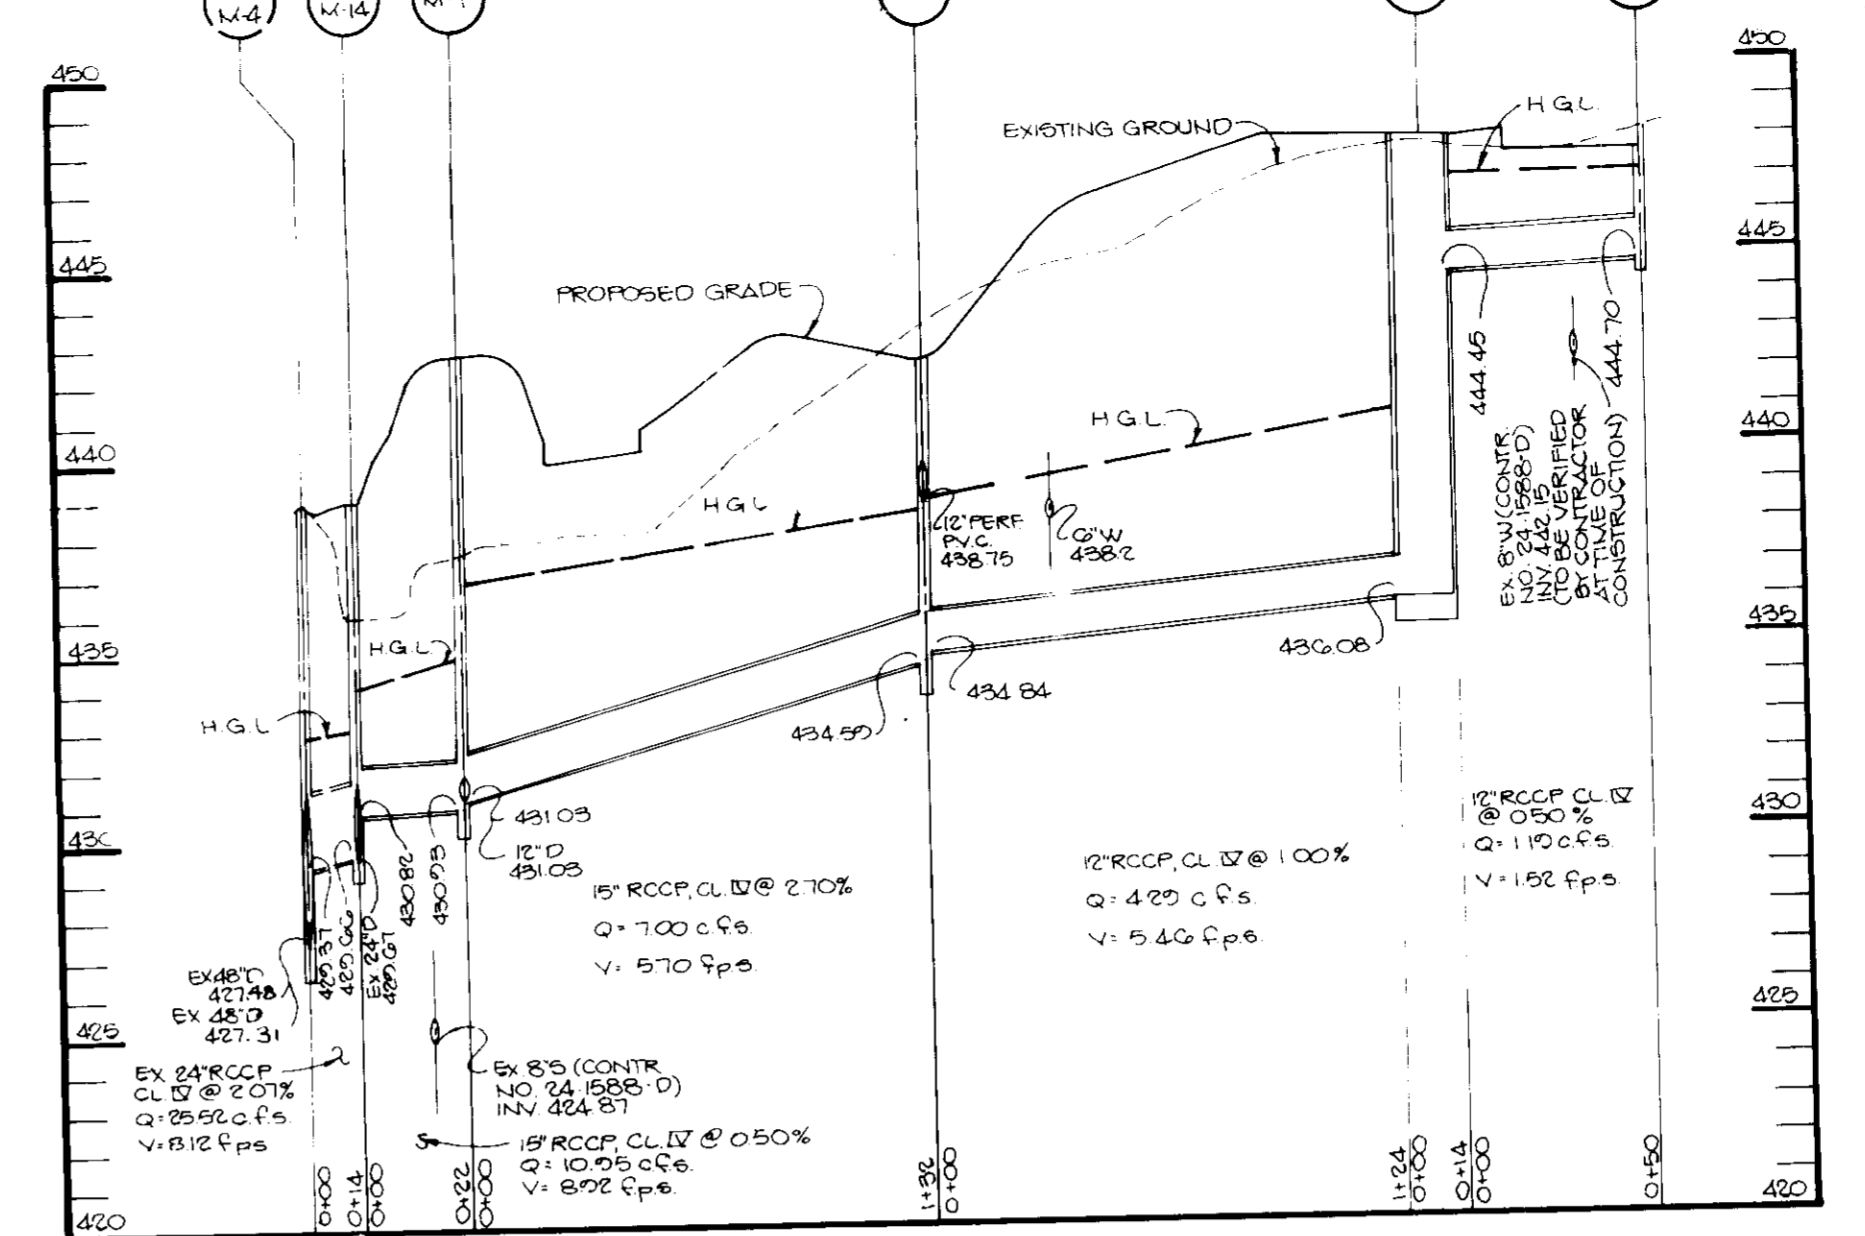 M-4
M-14
450
450
H.G.L.
EXISTING GROUND
445
445
PROPOSED GRADE
444.45
444.70
EX. 8"W (CONTR.
NO. 24-1588-D)
INV. 442.15
(TO BE VERIFIED
BY CONTRACTOR
AT TIME OF
CONSTRUCTION)
H.G.L.
440
440
H.G.L
12" PERF.
P.V.C.
438.75
6"W
438.2
H.G.L.
435
435
436.08
434.84
434.59
H.G.L
430
430
431.03
12"D
431.03
430.82
430.93
429.37
429.66
EX. 24"D
429.67
15" RCCP, CL. IV @ 2.70%
Q= 7.00 c.f.s.
V= 5.70 f.p.s.
12" RCCP, CL. IV @ 1.00%
Q= 4.29 c.f.s.
V= 5.46 f.p.s.
12" RCCP CL. IV
@ 0.50%
Q= 1.19 c.f.s.
V= 1.52 f.p.s.
EX 48"D
427.48
EX 48"D
427.31
425
425
EX 24" RCCP
CL. IV @ 2.07%
Q= 25.52 c.f.s.
V= 8.12 f.p.s
EX. 8"S (CONTR
NO. 24-1588-D)
INV. 424.87
15" RCCP, CL. IV @ 0.50%
Q= 10.95 c.f.s.
V= 8.92 f.p.s.
0+00
0+14
0+00
0+22
0+00
1+32
0+00
1+24
0+00
0+14
0+00
0+50
420
420